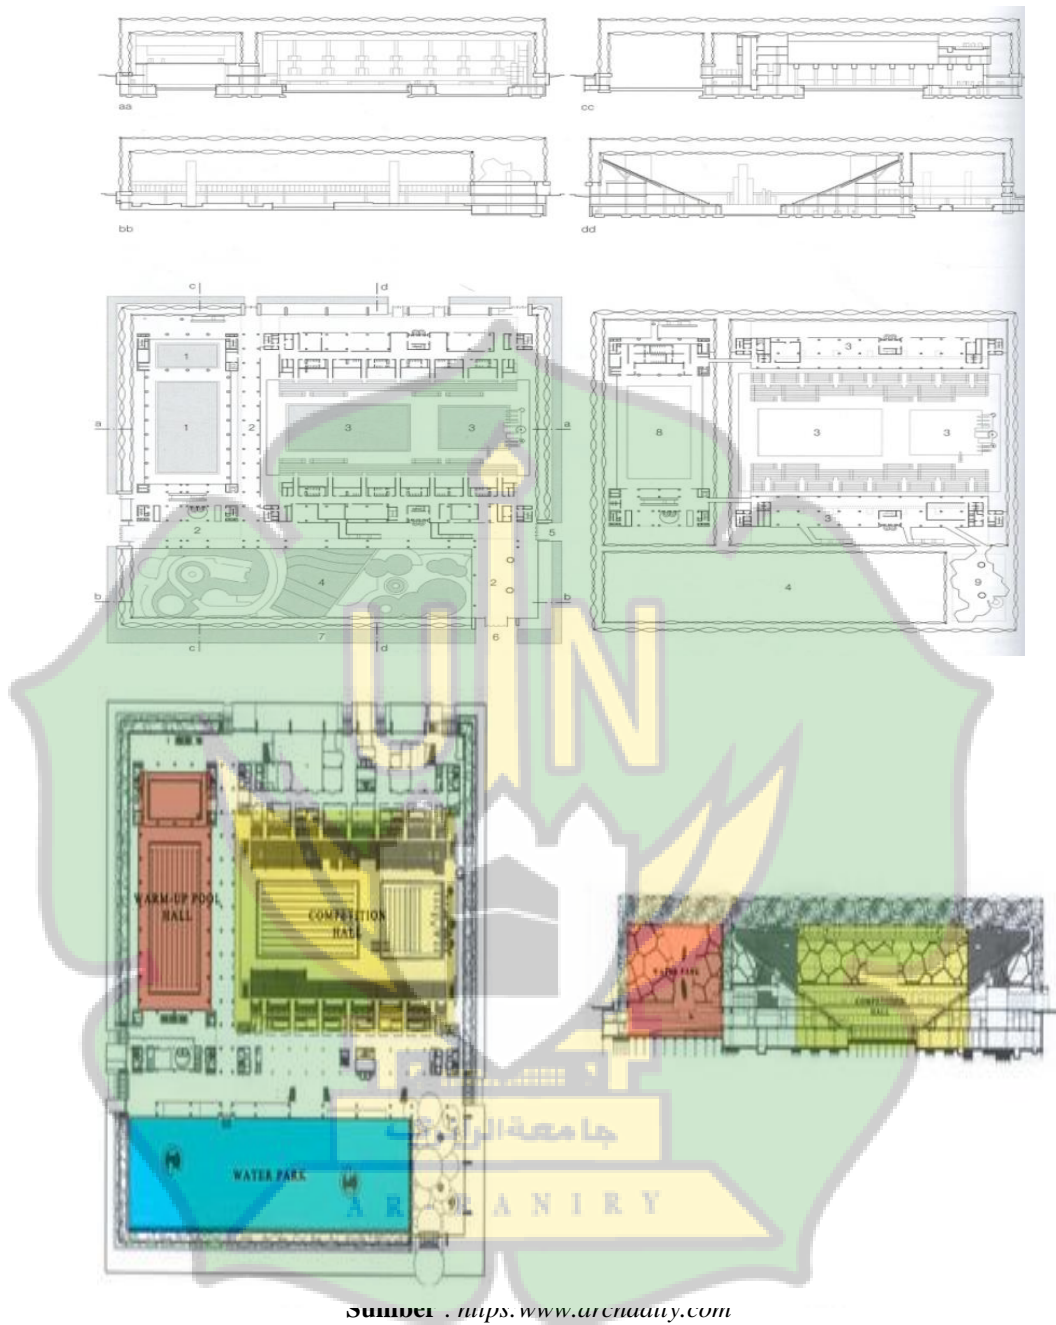 aa
cc
bb
dd
c d
1
1
2
3
3
a a
2
4
2
5
b b
c d
7
6
8
3
3
3
3
4
9
U I N
WARM-UP POOL
HALL
COMPETITION
HALL
WATER PARK
COMPETITION
HALL
WATER PARK
جامعة الرانري
AR-RANIRY
Sumber : https.www.archdaily.com